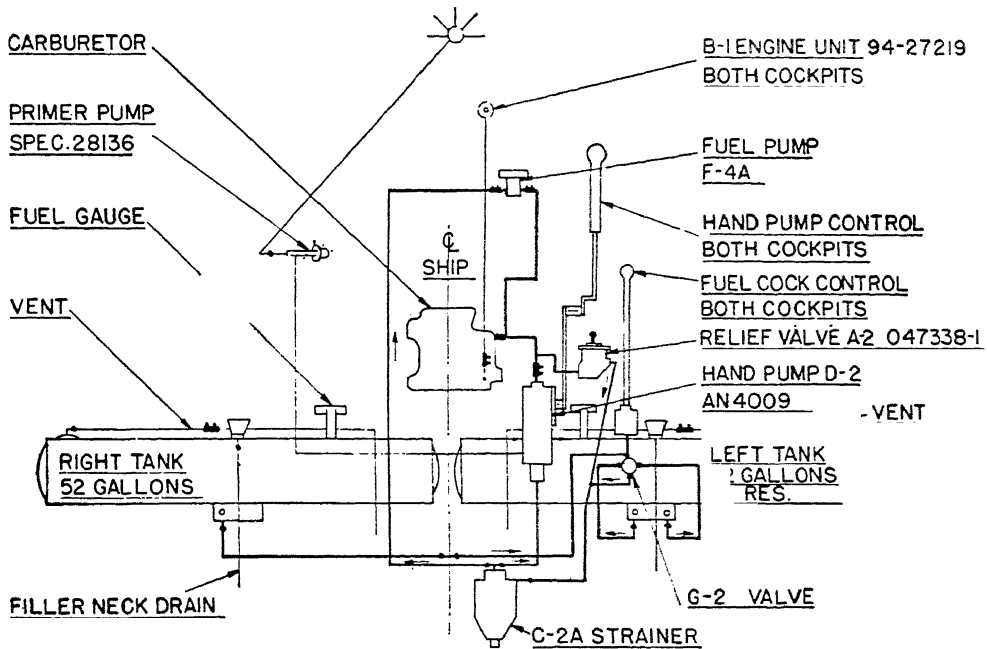 CARBURETOR
PRIMER PUMP
SPEC.28136
FUEL GAUGE
VENT
RIGHT TANK
52 GALLONS
FILLER NECK DRAIN
℄
SHIP
B-1 ENGINE UNIT 94-27219
BOTH COCKPITS
FUEL PUMP
F-4A
HAND PUMP CONTROL
BOTH COCKPITS
FUEL COCK CONTROL
BOTH COCKPITS
RELIEF VALVE A-2 047338-1
HAND PUMP D-2
AN4009
- VENT
LEFT TANK
GALLONS
RES.
G-2 VALVE
C-2A STRAINER